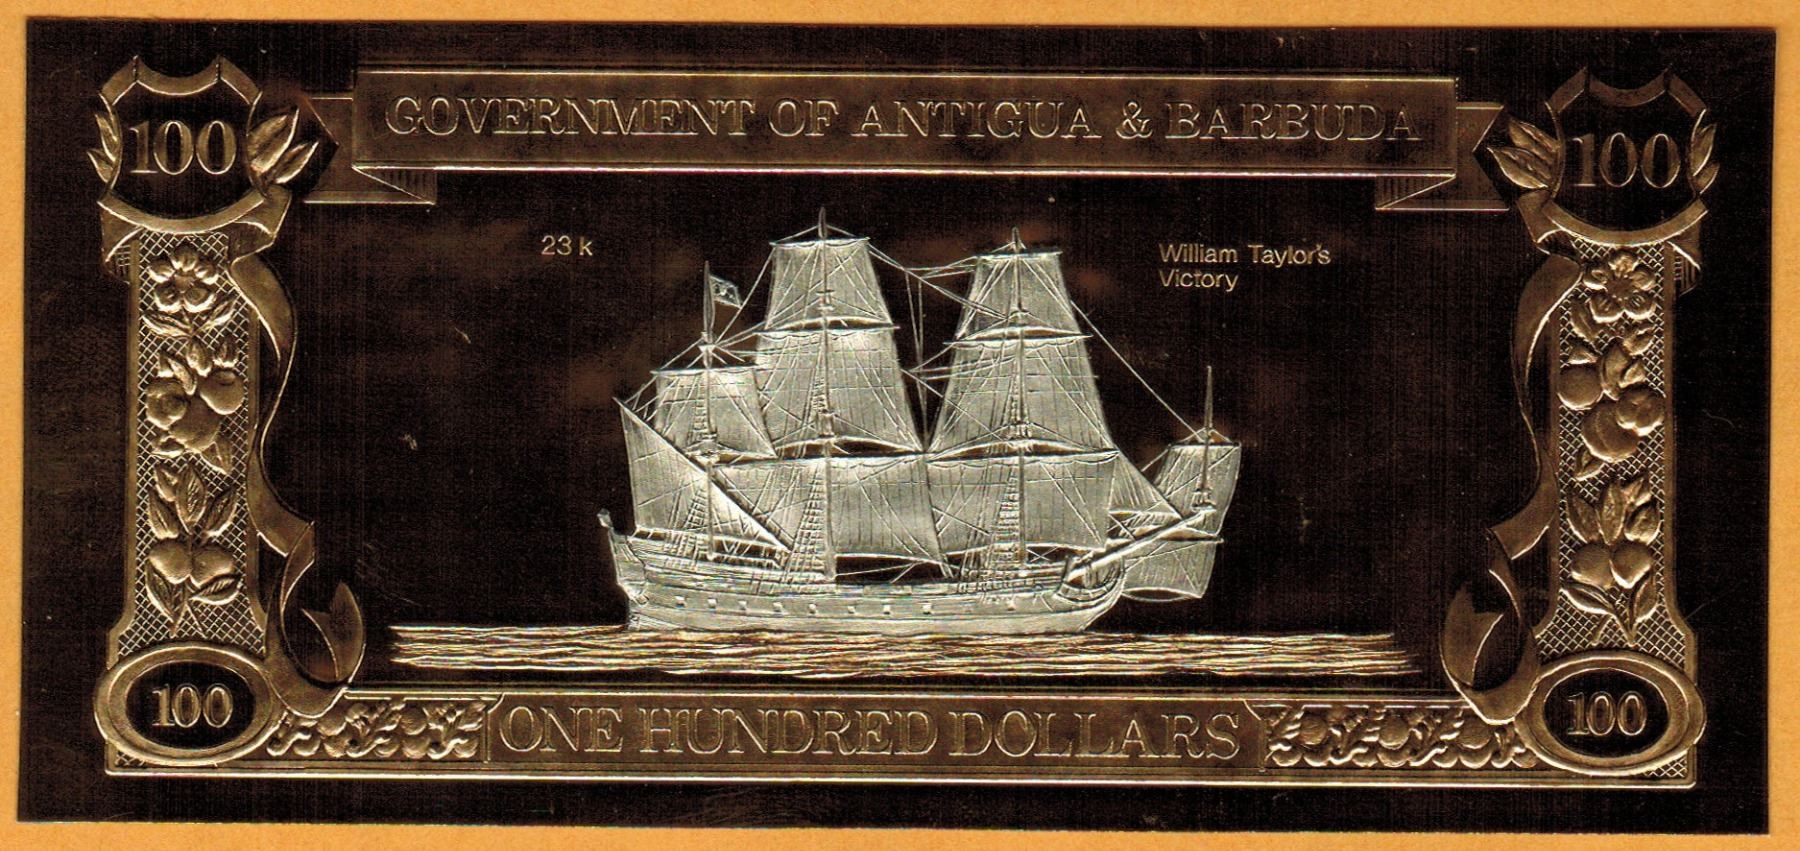 100
GOVERNMENT OF ANTIGUA & BARBUDA
100
23 k
William Taylor's
Victory
100
ONE HUNDRED DOLLARS
100